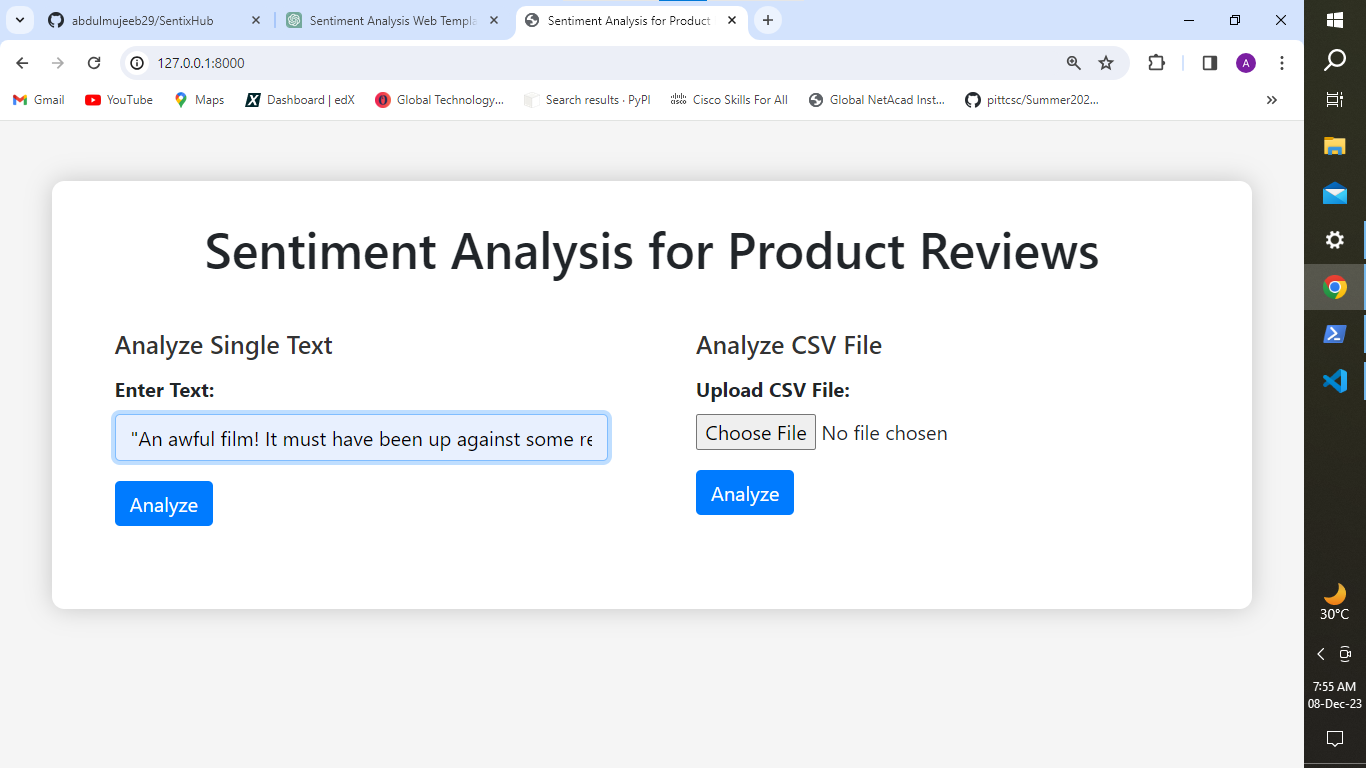 abdulmujeeb29/SentixHub
Sentiment Analysis Web Templa
Sentiment Analysis for Product
127.0.0.1:8000
A
Gmail
YouTube
Maps
Dashboard | edX
Global Technology...
Search results · PyPI
Cisco Skills For All
Global NetAcad Inst...
pittcsc/Summer202...
Sentiment Analysis for Product Reviews
Analyze Single Text
Enter Text:
"An awful film! It must have been up against some re
Analyze
Analyze CSV File
Upload CSV File:
Choose File No file chosen
Analyze
30°C
7:55 AM
08-Dec-23